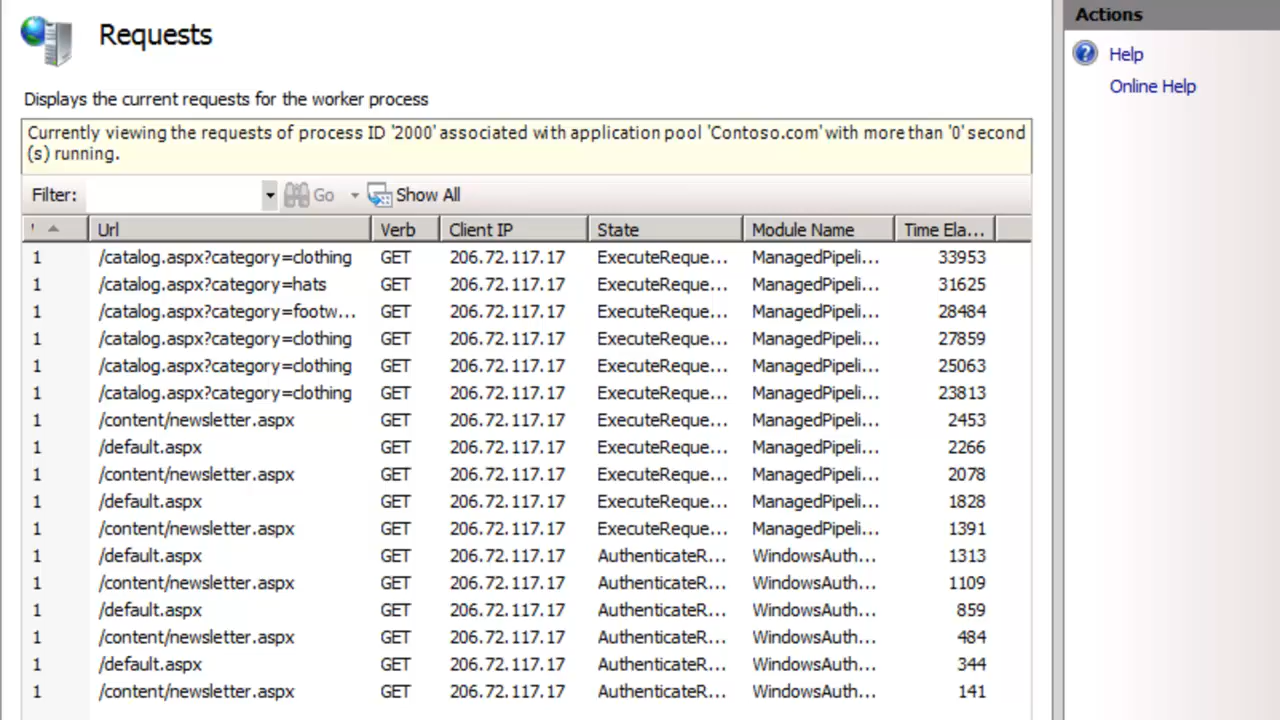 Requests
Displays the current requests for the worker process
Currently viewing the requests of process ID '2000' associated with application pool 'Contoso.com' with more than '0' second
(s) running.
Filter: Go Show All
Url Verb Client IP State Module Name Time Ela...
1 /catalog.aspx?category=clothing GET 206.72.117.17 ExecuteReque... ManagedPipeli... 33953
1 /catalog.aspx?category=hats GET 206.72.117.17 ExecuteReque... ManagedPipeli... 31625
1 /catalog.aspx?category=footw... GET 206.72.117.17 ExecuteReque... ManagedPipeli... 28484
1 /catalog.aspx?category=clothing GET 206.72.117.17 ExecuteReque... ManagedPipeli... 27859
1 /catalog.aspx?category=clothing GET 206.72.117.17 ExecuteReque... ManagedPipeli... 25063
1 /catalog.aspx?category=clothing GET 206.72.117.17 ExecuteReque... ManagedPipeli... 23813
1 /content/newsletter.aspx GET 206.72.117.17 ExecuteReque... ManagedPipeli... 2453
1 /default.aspx GET 206.72.117.17 ExecuteReque... ManagedPipeli... 2266
1 /content/newsletter.aspx GET 206.72.117.17 ExecuteReque... ManagedPipeli... 2078
1 /default.aspx GET 206.72.117.17 ExecuteReque... ManagedPipeli... 1828
1 /content/newsletter.aspx GET 206.72.117.17 ExecuteReque... ManagedPipeli... 1391
1 /default.aspx GET 206.72.117.17 AuthenticateR... WindowsAuth... 1313
1 /content/newsletter.aspx GET 206.72.117.17 AuthenticateR... WindowsAuth... 1109
1 /default.aspx GET 206.72.117.17 AuthenticateR... WindowsAuth... 859
1 /content/newsletter.aspx GET 206.72.117.17 AuthenticateR... WindowsAuth... 484
1 /default.aspx GET 206.72.117.17 AuthenticateR... WindowsAuth... 344
1 /content/newsletter.aspx GET 206.72.117.17 AuthenticateR... WindowsAuth... 141
Actions
Help
Online Help